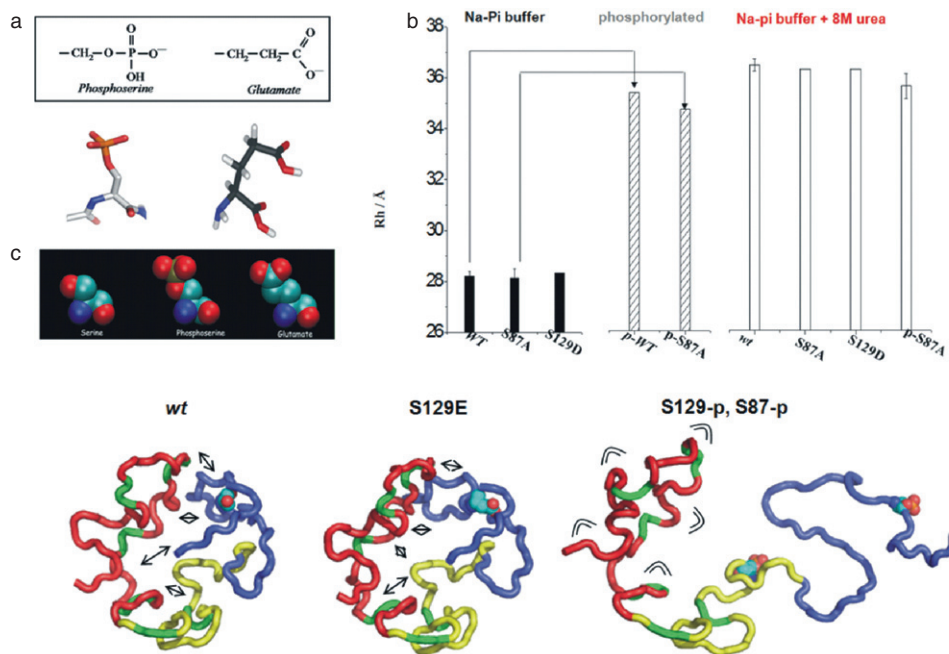 a
—CH₂—O—P—O⁻
O
OH
Phosphoserine
—CH₂—CH₂—C
O
O⁻
Glutamate
c
Serine
Phosphoserine
Glutamate
b
Na-Pi buffer
phosphorylated
Na-pi buffer + 8M urea
Rh / Å
38
36
34
32
30
28
26
WT
S87A
S129D
p-WT
p-S87A
wt
S87A
S129D
p-S87A
wt
S129E
S129-p, S87-p